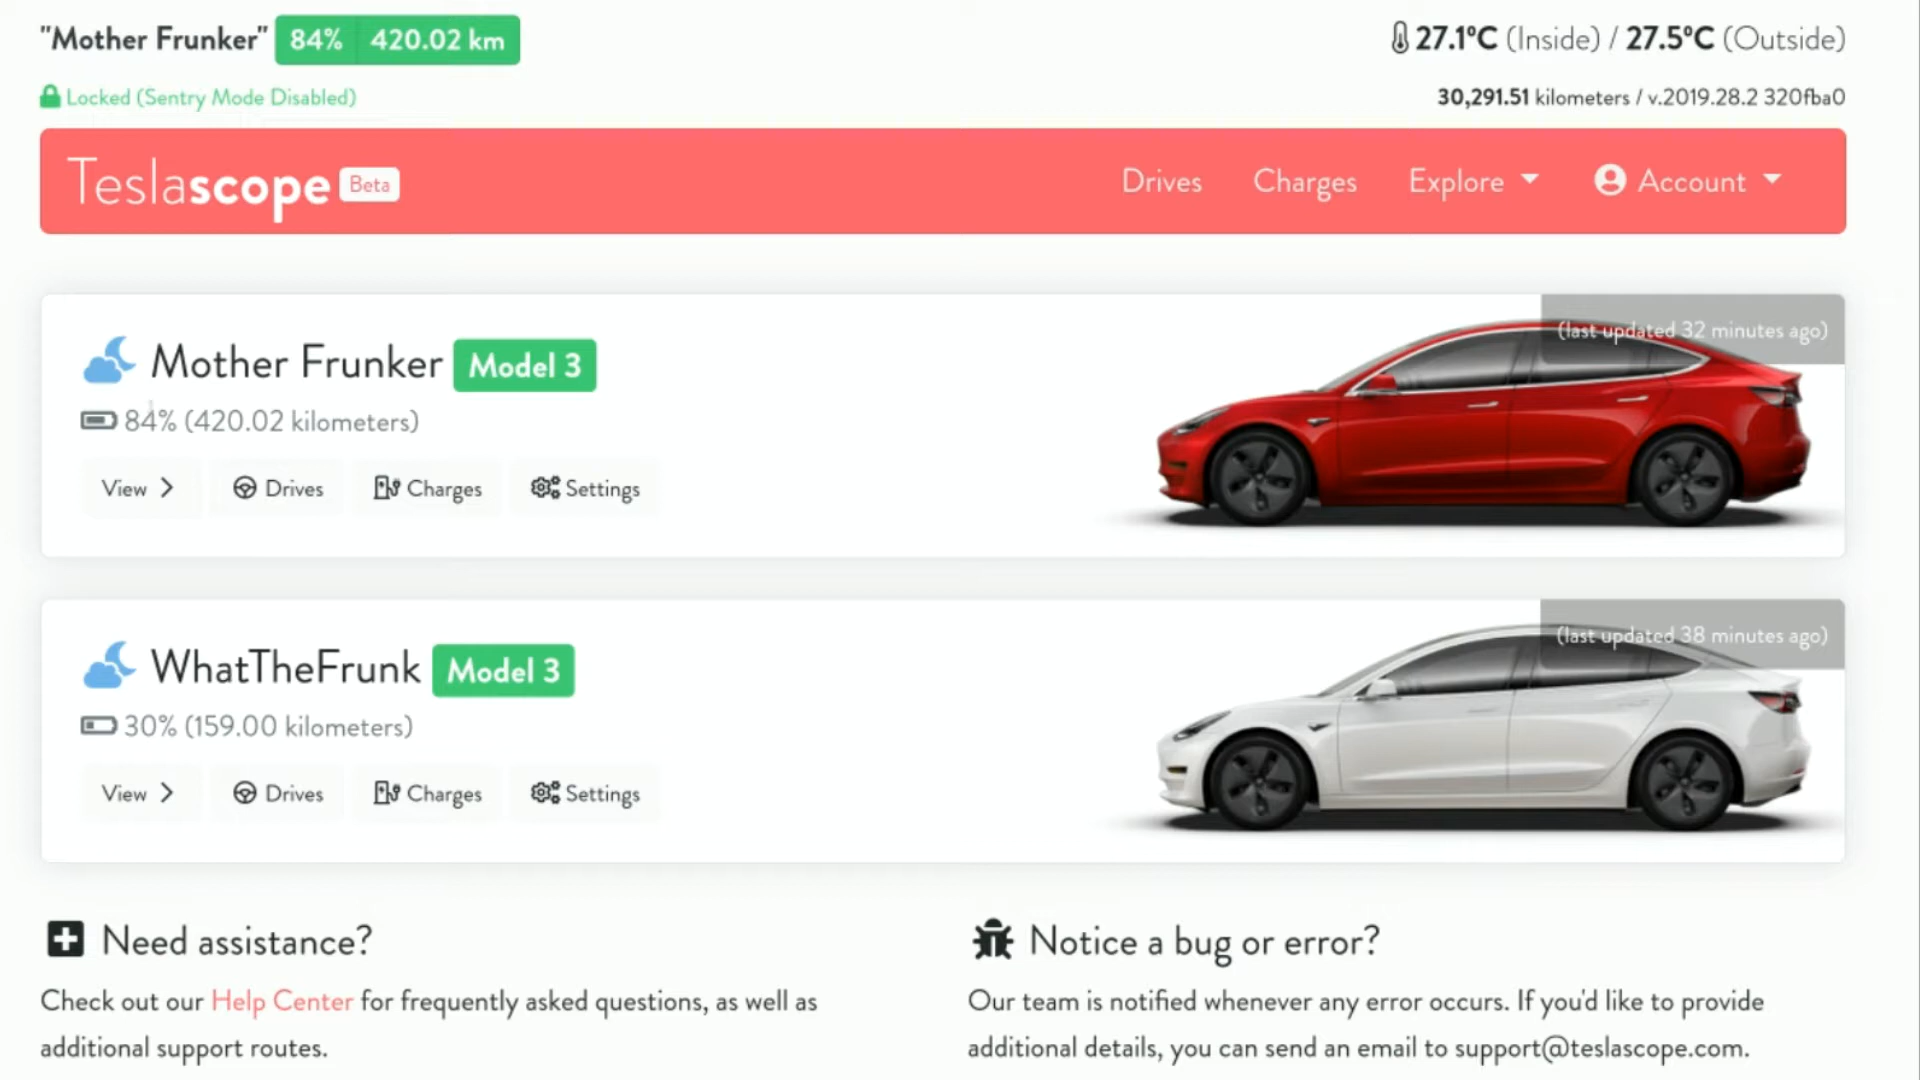 "Mother Frunker" 84% 420.02 km
27.1°C (Inside) / 27.5°C (Outside)
Locked (Sentry Mode Disabled)
30,291.51 kilometers / v.2019.28.2 320fba0
Teslascope Beta
Drives Charges Explore Account
(last updated 32 minutes ago)
Mother Frunker Model 3
84% (420.02 kilometers)
View Drives Charges Settings
(last updated 38 minutes ago)
WhatTheFrunk Model 3
30% (159.00 kilometers)
View Drives Charges Settings
Need assistance?
Check out our Help Center for frequently asked questions, as well as
additional support routes.
Notice a bug or error?
Our team is notified whenever any error occurs. If you'd like to provide
additional details, you can send an email to support@teslascope.com.